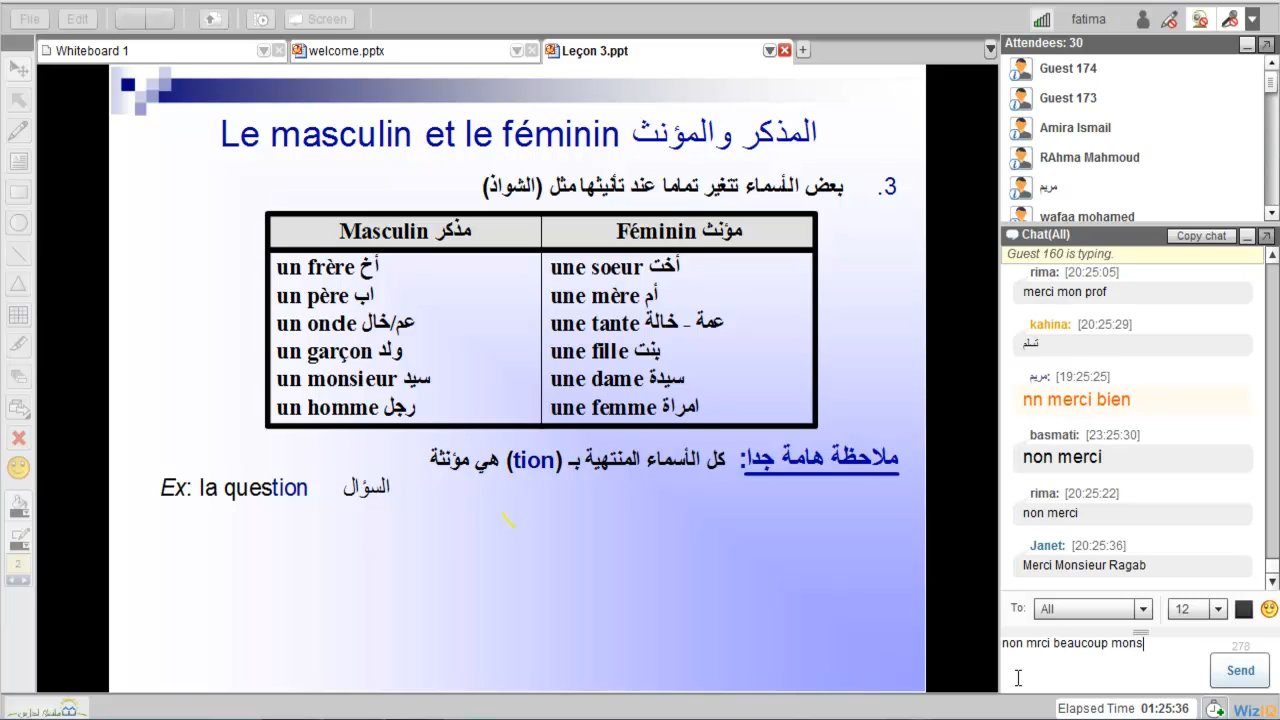 File Edit Screen fatima
Whiteboard 1 welcome.pptx Leçon 3.ppt
Attendees: 30
Guest 174
Guest 173
Amira Ismail
RAhma Mahmoud
مريم
wafaa mohamed
Le masculin et le féminin المذكر والمؤنث
3. بعض الأسماء تتغير تماما عند تأنيثها مثل (الشواذ)
Masculin مذكر Féminin مؤنث
un frère أخ une soeur أخت
un père اب une mère أم
un oncle عم/خال une tante عمة - خالة
un garçon ولد une fille بنت
un monsieur سيد une dame سيدة
un homme رجل une femme امراة
ملاحظة هامة جدا: كل الأسماء المنتهية بـ (tion) هي مؤنثة
Ex: la question السؤال
2
Chat(All) Copy chat
Guest 160 is typing.
rima: [20:25:05]
merci mon prof
kahina: [20:25:29]
تسلم
مريم: [19:25:25]
nn merci bien
basmati: [23:25:30]
non merci
rima: [20:25:22]
non merci
Janet: [20:25:36]
Merci Monsieur Ragab
To: All 12
non mrci beaucoup mons
278
Send
Elapsed Time 01:25:36 WizIQ